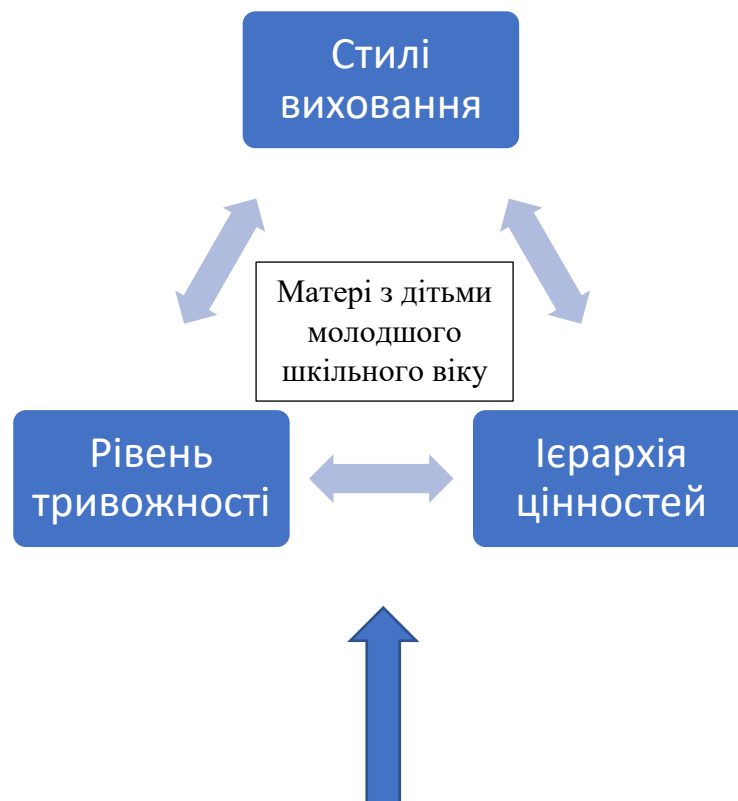 Стилі
виховання
Матері з дітьми
молодшого
шкільного віку
Рівень
тривожності
Ієрархія
цінностей